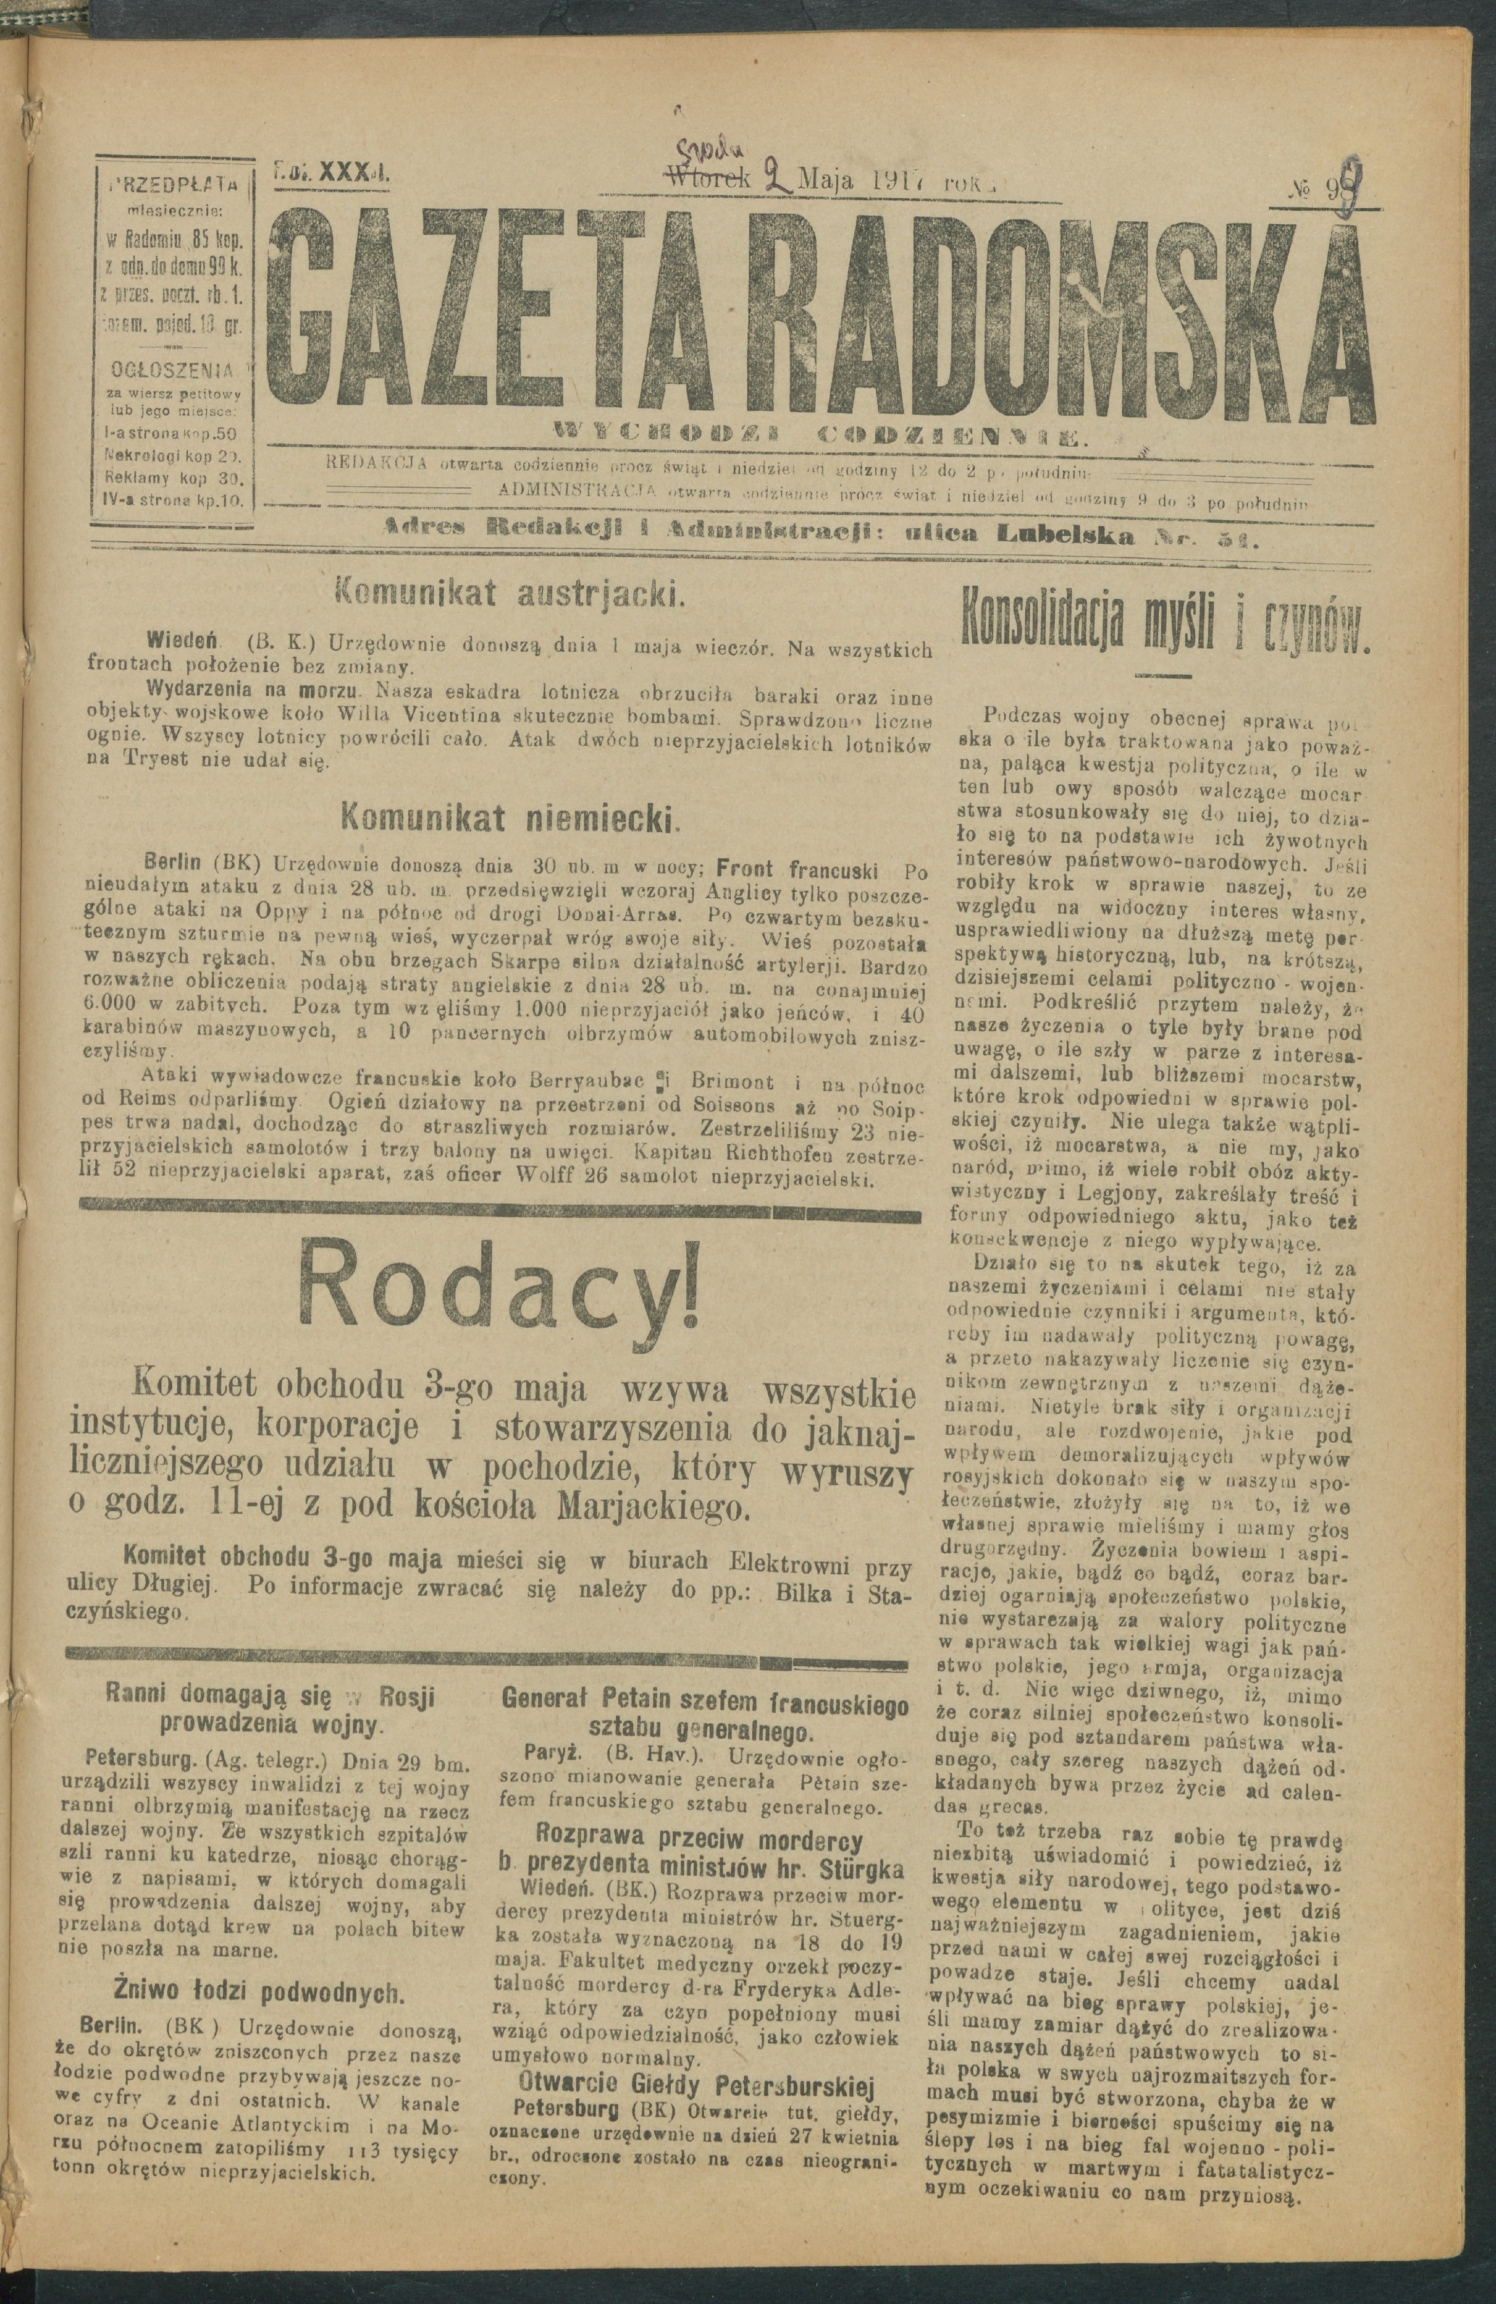 PRZEDPŁATA
miesięcznie:
w Radomiu 85 kop.
z odn. do domu 99 k.
z przes. poczt. rb. 1.
pojed. 10 gr.
OGŁOSZENIA
za wiersz petitowy
lub jego miejsce:
I-a strona kop. 50
Nekrologi kop 20.
Reklamy kop 30.
IV-a strona kp. 10.
Rok XXXI.
środa
Wtorek 2 Maja 1917 roku
№ 99
GAZETA RADOMSKA
WYCHODZI CODZIENNIE.
REDAKCJA otwarta codziennie prócz świąt i niedziel od godziny 12 do 2 po południu
ADMINISTRACJA otwarta codziennie prócz świąt i niedziel od godziny 9 do 3 po południu
Adres Redakcji i Administracji: ulica Lubelska Nr. 51.
Komunikat austrjacki.
Wiedeń. (B. K.) Urzędownie donoszą dnia 1 maja wieczór. Na wszystkich
frontach położenie bez zmiany.
Wydarzenia na morzu. Nasza eskadra lotnicza obrzuciła baraki oraz inne
objekty wojskowe koło Willa Vicentina skutecznie bombami. Sprawdzono liczne
ognie. Wszyscy lotnicy powrócili cało. Atak dwóch nieprzyjacielskich lotników
na Tryest nie udał się.
Komunikat niemiecki.
Berlin (BK) Urzędownie donoszą dnia 30 ub. m w nocy; Front francuski Po
nieudałym ataku z dnia 28 ub. m. przedsięwzięli wczoraj Anglicy tylko poszcze-
gólne ataki na Oppy i na północ od drogi Douai-Arras. Po czwartym bezsku-
tecznym szturmie na pewną wieś, wyczerpał wróg swoje siły. Wieś pozostała
w naszych rękach. Na obu brzegach Skarpe silna działalność artylerji. Bardzo
rozważne obliczenia podają straty angielskie z dnia 28 ub. m. na conajmniej
6.000 w zabitych. Poza tym wzęliśmy 1.000 nieprzyjaciół jako jeńców, i 40
karabinów maszynowych, a 10 pancernych olbrzymów automobilowych znisz-
czyliśmy.
Ataki wywiadowcze francuskie koło Berryaubac i Brimont i na północ
od Reims odparliśmy. Ogień działowy na przestrzeni od Soissons aż po Soip-
pes trwa nadal, dochodząc do straszliwych rozmiarów. Zestrzeliliśmy 23 nie-
przyjacielskich samolotów i trzy balony na uwięci. Kapitan Richthofen zestrze-
lił 52 nieprzyjacielski aparat, zaś oficer Wolff 26 samolot nieprzyjacielski.
Rodacy!
Komitet obchodu 3-go maja wzywa wszystkie
instytucje, korporacje i stowarzyszenia do jaknaj-
liczniejszego udziału w pochodzie, który wyruszy
o godz. 11-ej z pod kościoła Marjackiego.
Komitet obchodu 3-go maja mieści się w biurach Elektrowni przy
ulicy Długiej. Po informacje zwracać się należy do pp.: Bilka i Sta-
czyńskiego.
Ranni domagają się w Rosji
prowadzenia wojny.
Petersburg. (Ag. telegr.) Dnia 29 bm.
urządzili wszyscy inwalidzi z tej wojny
ranni olbrzymią manifestację na rzecz
dalszej wojny. Ze wszystkich szpitalów
szli ranni ku katedrze, niosąc chorąg-
wie z napisami, w których domagali
się prowadzenia dalszej wojny, aby
przelana dotąd krew na polach bitew
nie poszła na marne.
Żniwo łodzi podwodnych.
Berlin. (BK) Urzędownie donoszą,
że do okrętów zniszczonych przez nasze
łodzie podwodne przybywają jeszcze no-
we cyfry z dni ostatnich. W kanale
oraz na Oceanie Atlantyckim i na Mo-
rzu północnem zatopiliśmy 113 tysięcy
tonn okrętów nieprzyjacielskich.
Generał Petain szefem francuskiego
sztabu generalnego.
Paryż. (B. Hav.). Urzędownie ogło-
szono mianowanie generała Pètain sze-
fem francuskiego sztabu generalnego.
Rozprawa przeciw mordercy
b. prezydenta ministrów hr. Stürgka
Wiedeń. (BK.) Rozprawa przeciw mor-
dercy prezydenta ministrów hr. Stuerg-
ka została wyznaczoną na 18 do 19
maja. Fakultet medyczny orzekł poczy-
talność mordercy d-ra Fryderyka Adle-
ra, który za czyn popełniony musi
wziąć odpowiedzialność, jako człowiek
umysłowo normalny.
Otwarcie Giełdy Petersburskiej
Petersburg (BK) Otwarcie tut. giełdy,
oznaczone urzędownie na dzień 27 kwietnia
br., odroczone zostało na czas nieograni-
czony.
Konsolidacja myśli i czynów.
Podczas wojny obecnej sprawa pol-
ska o ile była traktowana jako poważ-
na, paląca kwestja polityczna, o ile w
ten lub owy sposób walczące mocar
stwa stosunkowały się do niej, to dzia-
ło się to na podstawie ich żywotnych
interesów państwowo-narodowych. Jeśli
robiły krok w sprawie naszej, to ze
względu na widoczny interes własny,
usprawiedliwiony na dłuższą metę per-
spektywą historyczną, lub, na krótszą,
dzisiejszemi celami polityczno-wojen-
nemi. Podkreślić przytem należy, że
nasze życzenia o tyle były brane pod
uwagę, o ile szły w parze z interesa-
mi dalszemi, lub bliższemi mocarstw,
które krok odpowiedni w sprawie pol-
skiej czyniły. Nie ulega także wątpli-
wości, iż mocarstwa, a nie my, jako
naród, mimo, iż wiele robił obóz akty-
wistyczny i Legjony, zakreślały treść i
formy odpowiedniego aktu, jako też
konsekwencje z niego wypływające.
Działo się to na skutek tego, iż za
naszemi życzeniami i celami nie stały
odpowiednie czynniki i argumenta, któ-
reby im nadawały polityczną powagę,
a przeto nakazywały liczenie się czyn-
nikom zewnętrznym z naszemi dąże-
niami. Nietyle brak siły i organizacji
narodu, ale rozdwojenie, jakie pod
wpływem demoralizujących wpływów
rosyjskich dokonało się w naszym spo-
łeczeństwie, złożyły się na to, iż we
własnej sprawie mieliśmy i mamy głos
drugorzędny. Życzenia bowiem i aspi-
racje, jakie, bądź co bądź, coraz bar-
dziej ogarniają społeczeństwo polskie,
nie wystarczają za walory polityczne
w sprawach tak wielkiej wagi jak pań-
stwo polskie, jego armja, organizacja
i t. d. Nic więc dziwnego, iż, mimo
że coraz silniej społeczeństwo konsoli-
duje się pod sztandarem państwa wła-
snego, cały szereg naszych dążeń od-
kładanych bywa przez życie ad calen-
das grecas.
To też trzeba raz sobie tę prawdę
niezbitą uświadomić i powiedzieć, iż
kwestja siły narodowej, tego podstawo-
wego elementu w polityce, jest dziś
najważniejszym zagadnieniem, jakie
przed nami w całej swej rozciągłości i
powadze staje. Jeśli chcemy nadal
wpływać na bieg sprawy polskiej, je-
śli mamy zamiar dążyć do zrealizowa-
nia naszych dążeń państwowych to si-
ła polska w swych najrozmaitszych for-
mach musi być stworzona, chyba że w
pesymizmie i bierności spuścimy się na
ślepy los i na bieg fal wojenno-poli-
tycznych w martwym i fatatalistycz-
nym oczekiwaniu co nam przyniosą.